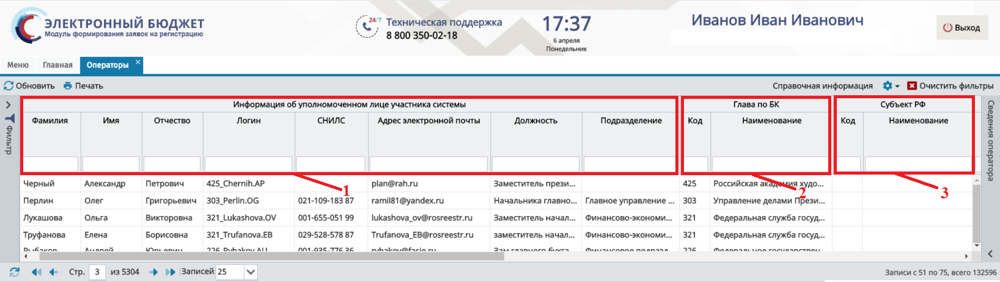 ЭЛЕКТРОННЫЙ БЮДЖЕТ
Модуль формирования заявок на регистрацию
24/7
Техническая поддержка
8 800 350-02-18
17:37
6 апреля
Понедельник
Иванов Иван Иванович
Выход
Меню Главная Операторы
Обновить Печать Справочная информация Очистить фильтры
Фильтр
Информация об уполномоченном лице участника системы Глава по БК Субъект РФ
Фамилия Имя Отчество Логин СНИЛС Адрес электронной почты Должность Подразделение Код Наименование Код Наименование
Черный Александр Петрович 425_Chernih.AP plan@rah.ru Заместитель прези... 425 Российская академия худо...
1 2 3
Перлин Олег Григорьевич 303_Perlin.OG 021-109-183 87 ramil81@yandex.ru Начальника главно... Главное управление ... 303 Управление делами Прези...
Лукашова Ольга Викторовна 321_Lukashova.OV 001-655-051 99 lukashova_ov@rosreestr.ru Заместитель начал... Финансово-экономи... 321 Федеральная служба госуд...
Труфанова Елена Борисовна 321_Trufanova.EB 029-528-578 87 Trufanova_EB@rosreestr.ru заместитель начал... Финансово-экономи... 321 Федеральная служба госуд...
Рыбаков Андрей Юрьевич 226_Rybakov.AU 001-935-776 36 rybakov@fasie.ru Зам главного бухга... Финансовое подразд... 226 Федеральное государствен...
Сведения оператора
Стр. 3 из 5304 Записей: 25 Записи с 51 по 75, всего 132596